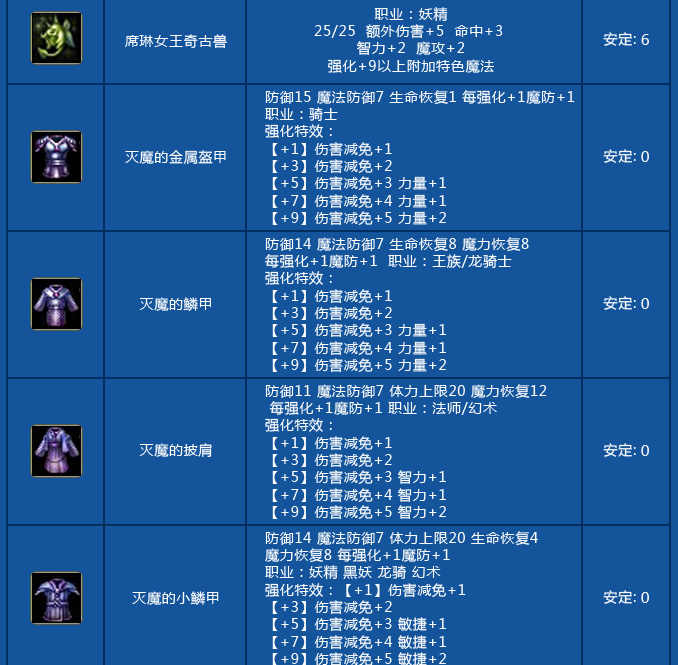 席琳女王奇古兽
职业：妖精
25/25 额外伤害+5 命中+3
智力+2 魔攻+2
强化+9以上附加特色魔法
安定: 6
灭魔的金属盔甲
防御15 魔法防御7 生命恢复1 每强化+1魔防+1
职业：骑士
强化特效：
【+1】伤害减免+1
【+3】伤害减免+2
【+5】伤害减免+3 力量+1
【+7】伤害减免+4 力量+1
【+9】伤害减免+5 力量+2
安定: 0
灭魔的鳞甲
防御14 魔法防御7 生命恢复8 魔力恢复8
每强化+1魔防+1 职业：王族/龙骑士
强化特效：
【+1】伤害减免+1
【+3】伤害减免+2
【+5】伤害减免+3 力量+1
【+7】伤害减免+4 力量+1
【+9】伤害减免+5 力量+2
安定: 0
灭魔的披肩
防御11 魔法防御7 体力上限20 魔力恢复12
每强化+1魔防+1 职业：法师/幻术
强化特效：
【+1】伤害减免+1
【+3】伤害减免+2
【+5】伤害减免+3 智力+1
【+7】伤害减免+4 智力+1
【+9】伤害减免+5 智力+2
安定: 0
灭魔的小鳞甲
防御14 魔法防御7 体力上限20 生命恢复4
魔力恢复8 每强化+1魔防+1
职业：妖精 黑妖 龙骑 幻术
强化特效：【+1】伤害减免+1
【+3】伤害减免+2
【+5】伤害减免+3 敏捷+1
【+7】伤害减免+4 敏捷+1
【+9】伤害减免+5 敏捷+2
安定: 0